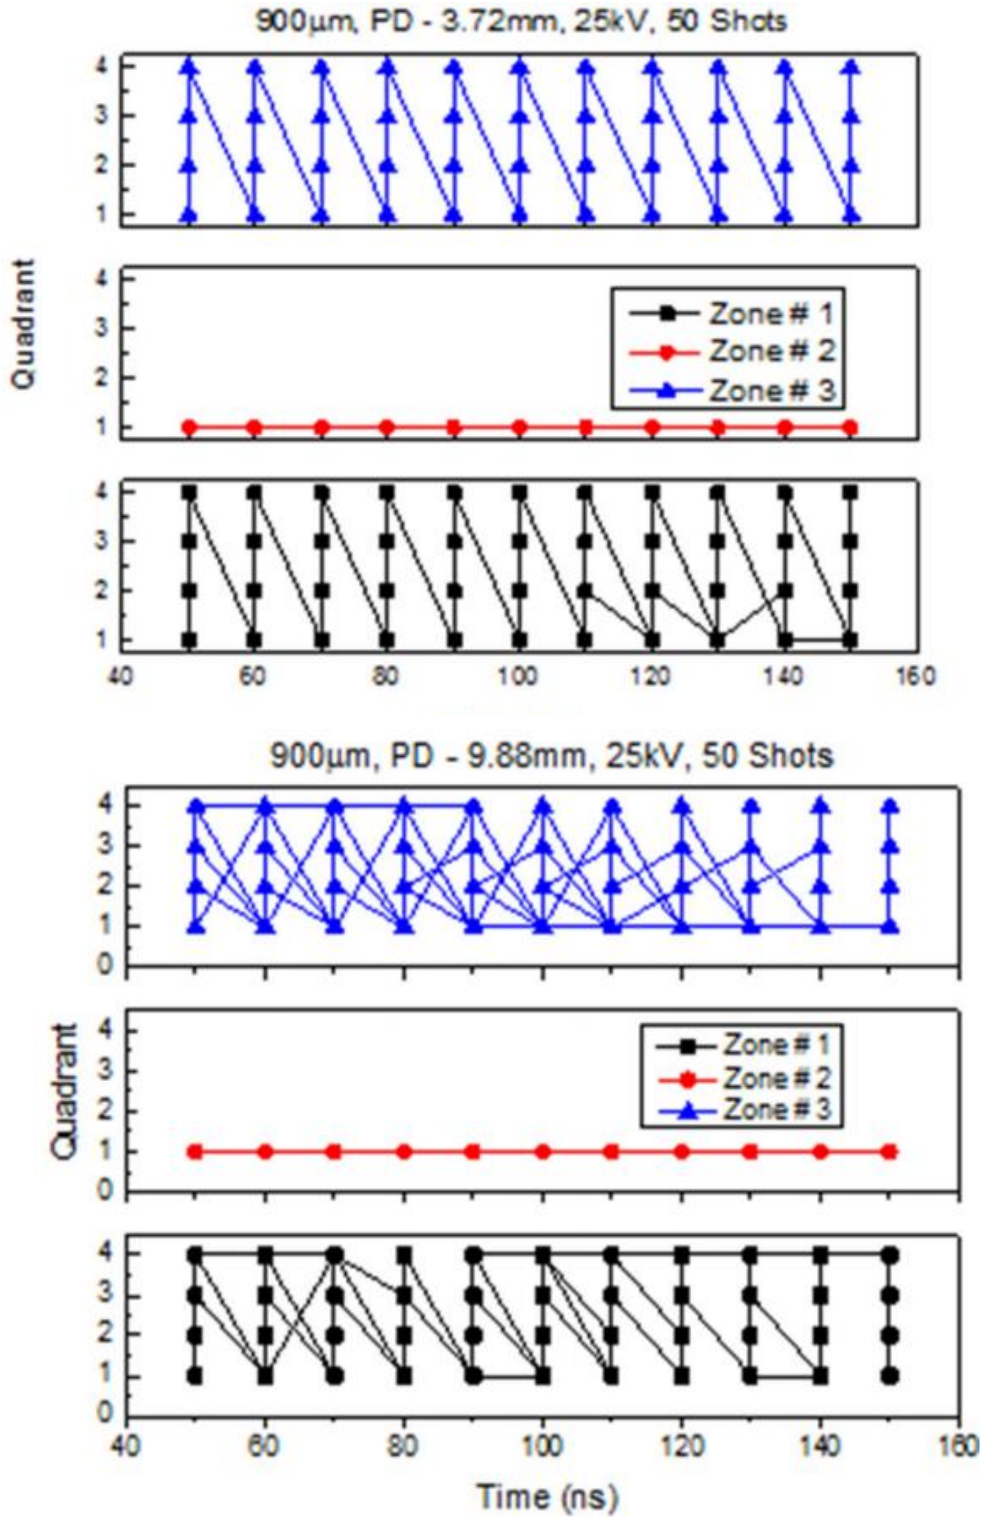 900μm, PD - 3.72mm, 25kV, 50 Shots
4
3
2
1
Quadrant
4
3
2
1
Zone # 1
Zone # 2
Zone # 3
4
3
2
1
40 60 80 100 120 140 160
900μm, PD - 9.88mm, 25kV, 50 Shots
4
3
2
1
0
Quadrant
4
3
2
1
0
Zone # 1
Zone # 2
Zone # 3
4
3
2
1
0
40 60 80 100 120 140 160
Time (ns)